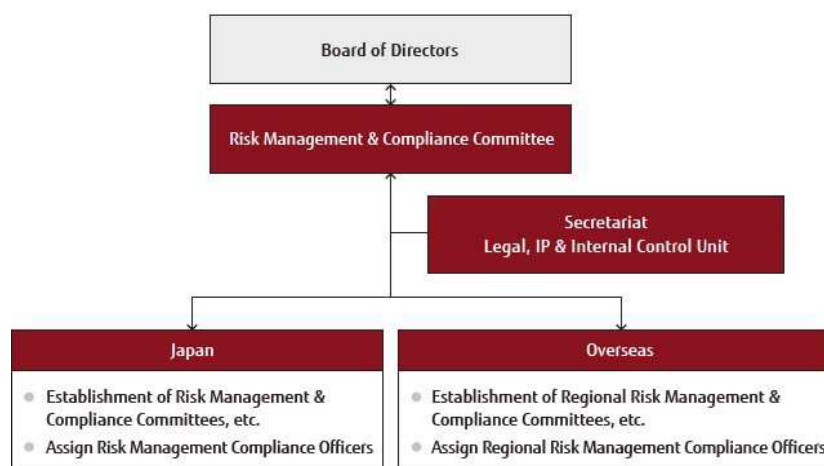 Board of Directors
Risk Management & Compliance Committee
Secretariat
Legal, IP & Internal Control Unit
Japan
Establishment of Risk Management &
Compliance Committees, etc.
Assign Risk Management Compliance Officers
Overseas
Establishment of Regional Risk Management &
Compliance Committees, etc.
Assign Regional Risk Management Compliance Officers